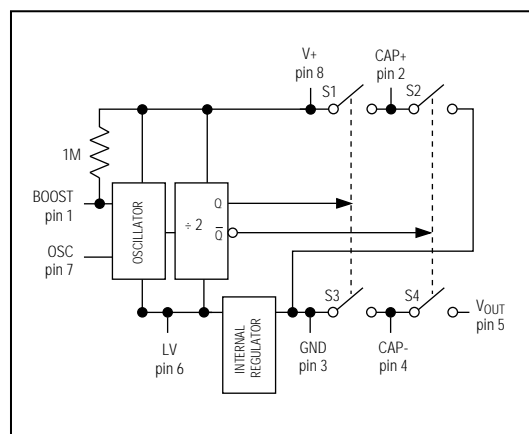 V+
pin 8
CAP+
pin 2
S1
S2
1M
BOOST
pin 1
OSCILLATOR
÷ 2
Q
Q̅
OSC
pin 7
S3
S4
VOUT
pin 5
LV
pin 6
INTERNAL
REGULATOR
GND
pin 3
CAP-
pin 4